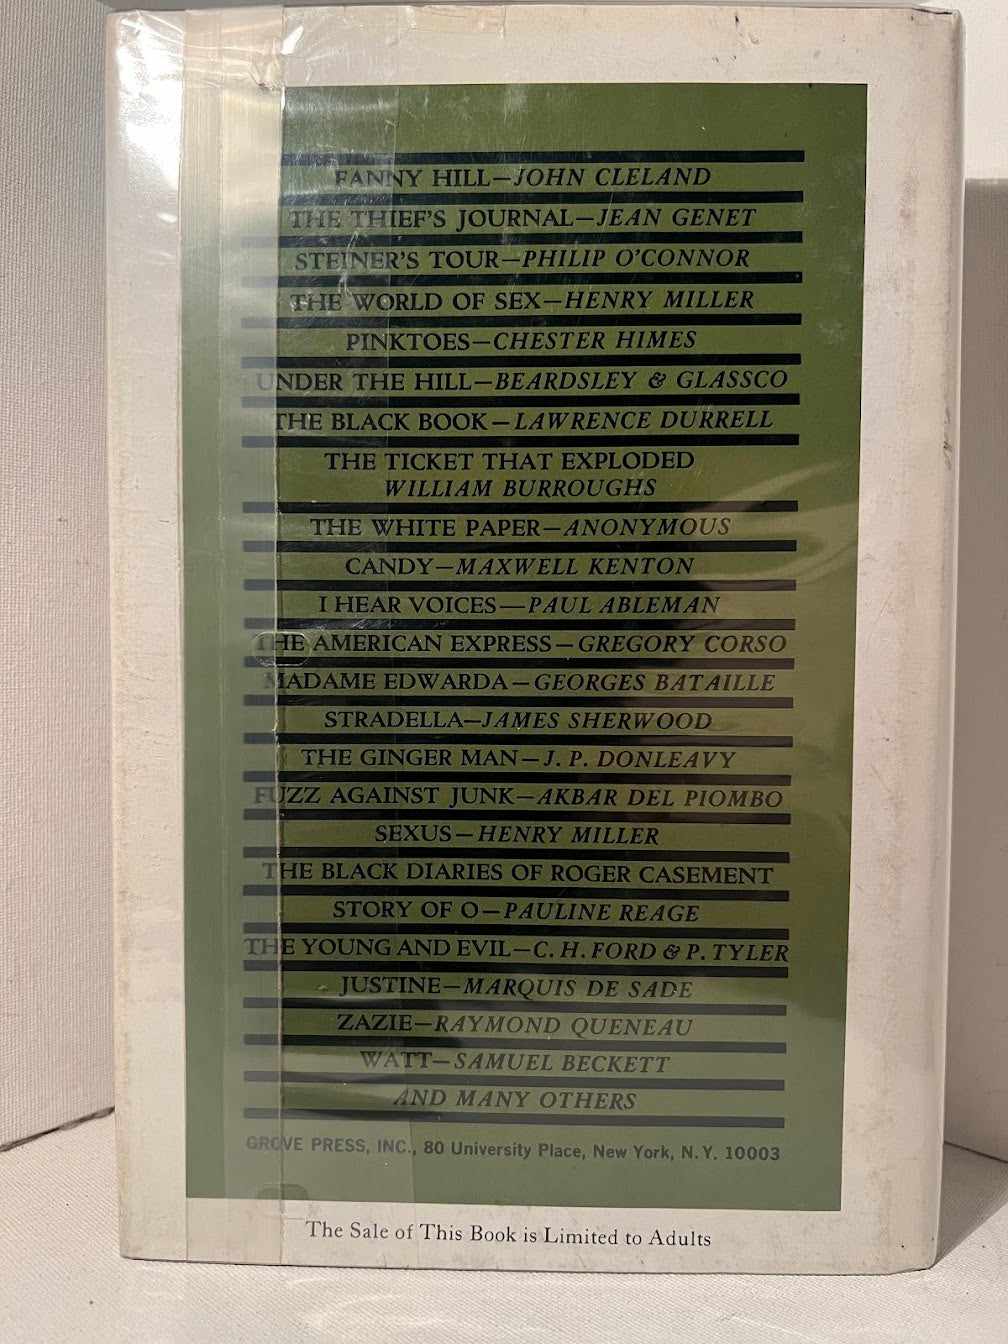 FANNY HILL—JOHN CLELAND
THE THIEF'S JOURNAL—JEAN GENET
STEINER'S TOUR—PHILIP O'CONNOR
THE WORLD OF SEX—HENRY MILLER
PINKTOES—CHESTER HIMES
UNDER THE HILL—BEARDSLEY & GLASSCO
THE BLACK BOOK—LAWRENCE DURRELL
THE TICKET THAT EXPLODED
WILLIAM BURROUGHS
THE WHITE PAPER—ANONYMOUS
CANDY—MAXWELL KENTON
I HEAR VOICES—PAUL ABLEMAN
THE AMERICAN EXPRESS—GREGORY CORSO
MADAME EDWARDA—GEORGES BATAILLE
STRADELLA—JAMES SHERWOOD
THE GINGER MAN—J. P. DONLEAVY
FUZZ AGAINST JUNK—AKBAR DEL PIOMBO
SEXUS—HENRY MILLER
THE BLACK DIARIES OF ROGER CASEMENT
STORY OF O—PAULINE REAGE
THE YOUNG AND EVIL—C. H. FORD & P. TYLER
JUSTINE—MARQUIS DE SADE
ZAZIE—RAYMOND QUENEAU
WATT—SAMUEL BECKETT
AND MANY OTHERS
GROVE PRESS, INC., 80 University Place, New York, N.Y. 10003
The Sale of This Book is Limited to Adults